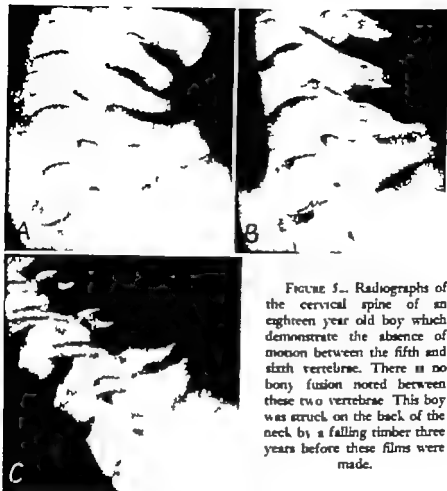 A
B
C
FIGURE 5.. Radiographs of
the cervical spine of an
eighteen year old boy which
demonstrate the absence of
motion between the fifth and
sixth vertebrae. There is no
bony fusion noted between
these two vertebrae This boy
was struck on the back of the
neck by a falling timber three
years before these films were
made.